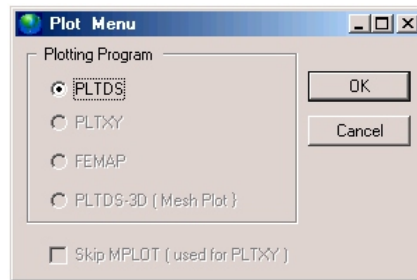 Plot Menu
Plotting Program
PLTDS
PLTXY
FEMAP
PLTDS-3D ( Mesh Plot }
Skip MPLOT ( used for PLTXY )
OK
Cancel